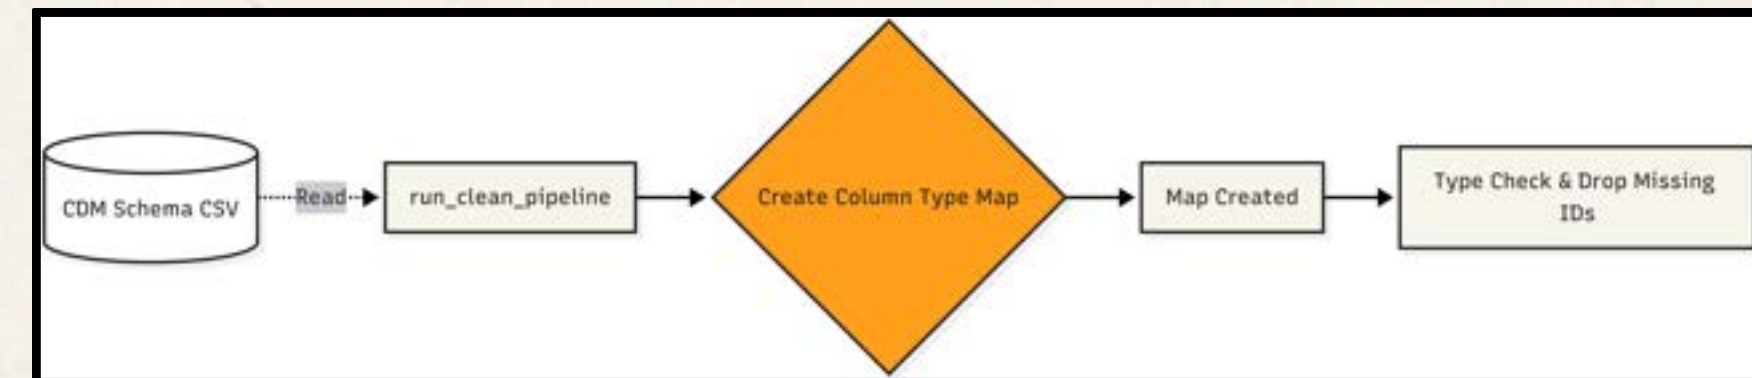 CDM Schema CSV
Read
run_clean_pipeline
Create Column Type Map
Map Created
Type Check & Drop Missing
IDs